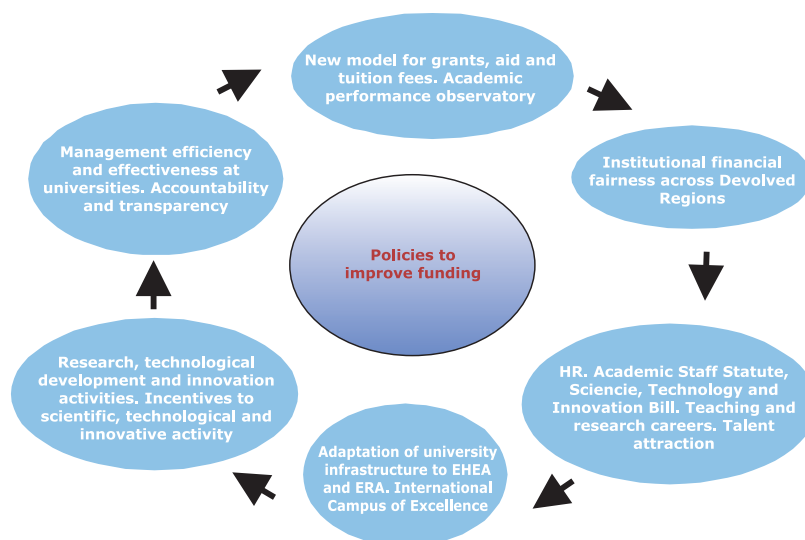 New model for grants, aid and
tuition fees. Academic
performance observatory
Management efficiency
and effectiveness at
universities. Accountability
and transparency
Institutional financial
fairness across Devolved
Regions
Policies to
improve funding
Research, technological
development and innovation
activities. Incentives to
scientific, technological and
innovative activity
HR. Academic Staff Statute,
Sciencie, Technology and
Innovation Bill. Teaching and
research careers. Talent
attraction
Adaptation of university
infrastructure to EHEA
and ERA. International
Campus of Excellence